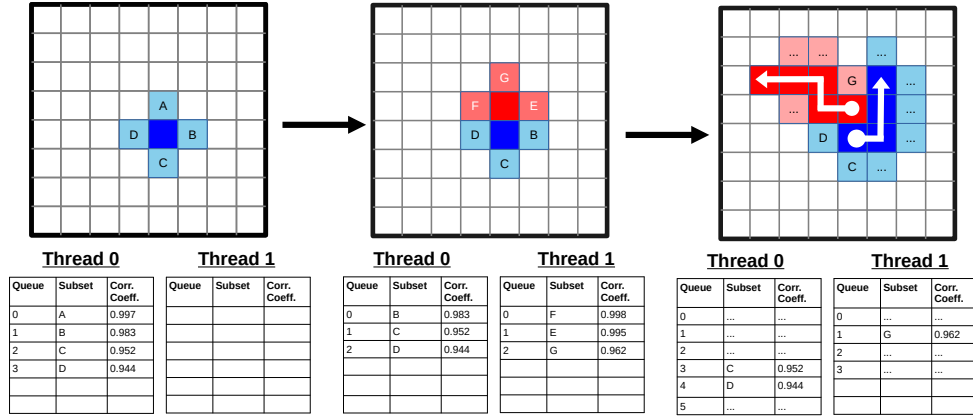 A
D B
C
G
F E
D B
C
... ...
G ...
... ...
D ...
C ...
Thread 0 Thread 1
Queue Subset Corr. Coeff.
0 A 0.997
1 B 0.983
2 C 0.952
3 D 0.944
Queue Subset Corr. Coeff.
Thread 0 Thread 1
Queue Subset Corr. Coeff.
0 B 0.983
1 C 0.952
2 D 0.944
Queue Subset Corr. Coeff.
0 F 0.998
1 E 0.995
2 G 0.962
Thread 0 Thread 1
Queue Subset Corr. Coeff.
0 ... ...
1 ... ...
2 ... ...
3 C 0.952
4 D 0.944
5 ... ...
Queue Subset Corr. Coeff.
0 ... ...
1 G 0.962
2 ... ...
3 ... ...